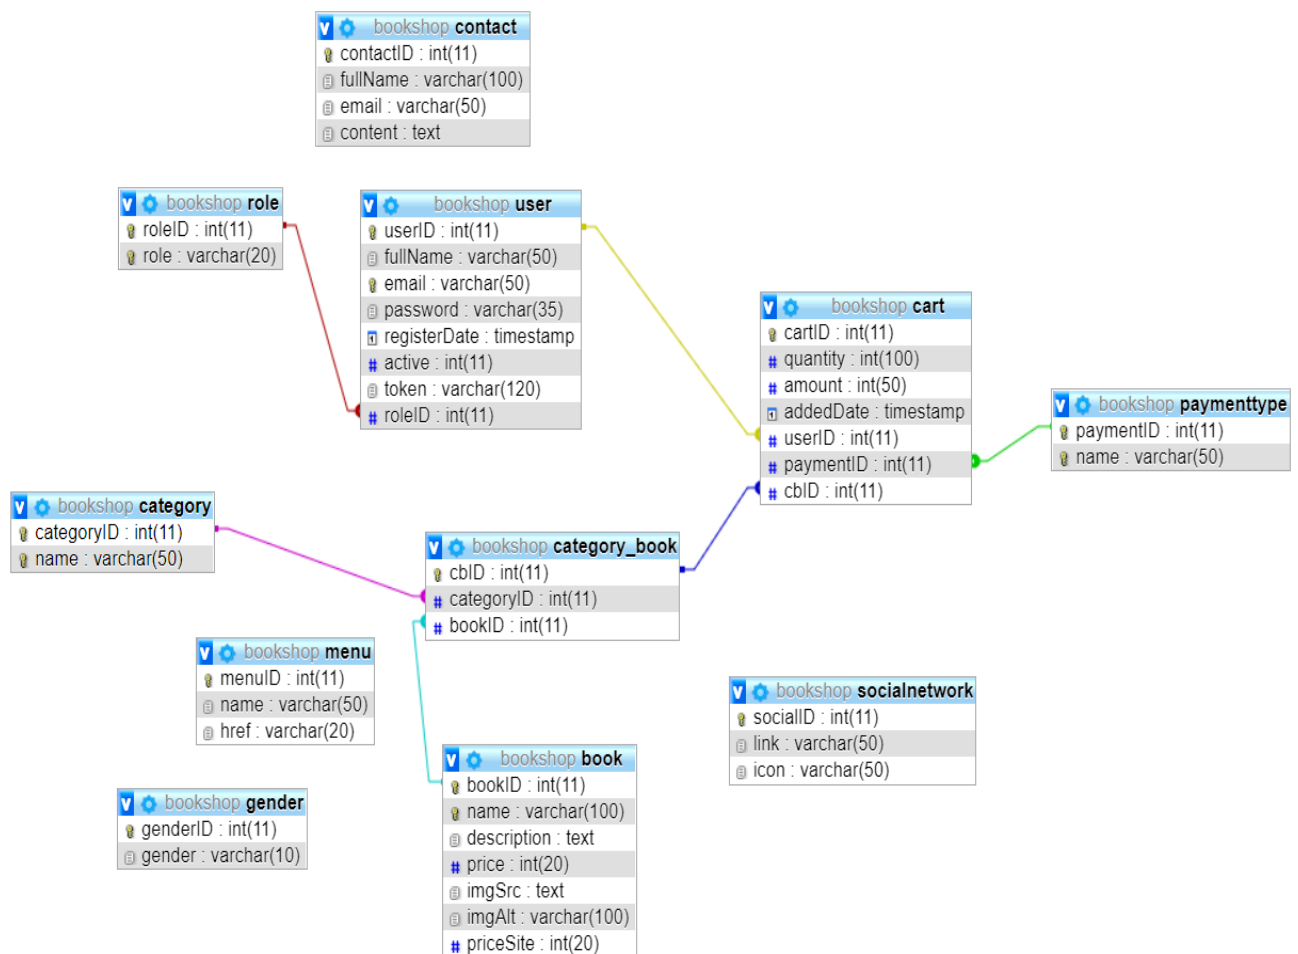 bookshop contact
contactID : int(11)
fullName : varchar(100)
email : varchar(50)
content : text
bookshop role
roleID : int(11)
role : varchar(20)
bookshop user
userID : int(11)
fullName : varchar(50)
email : varchar(50)
password : varchar(35)
registerDate : timestamp
active : int(11)
token : varchar(120)
roleID : int(11)
bookshop cart
cartID : int(11)
quantity : int(100)
amount : int(50)
addedDate : timestamp
userID : int(11)
paymentID : int(11)
cbID : int(11)
bookshop paymenttype
paymentID : int(11)
name : varchar(50)
bookshop category
categoryID : int(11)
name : varchar(50)
bookshop category_book
cbID : int(11)
categoryID : int(11)
bookID : int(11)
bookshop menu
menuID : int(11)
name : varchar(50)
href : varchar(20)
bookshop socialnetwork
socialID : int(11)
link : varchar(50)
icon : varchar(50)
bookshop gender
genderID : int(11)
gender : varchar(10)
bookshop book
bookID : int(11)
name : varchar(100)
description : text
price : int(20)
imgSrc : text
imgAlt : varchar(100)
priceSite : int(20)